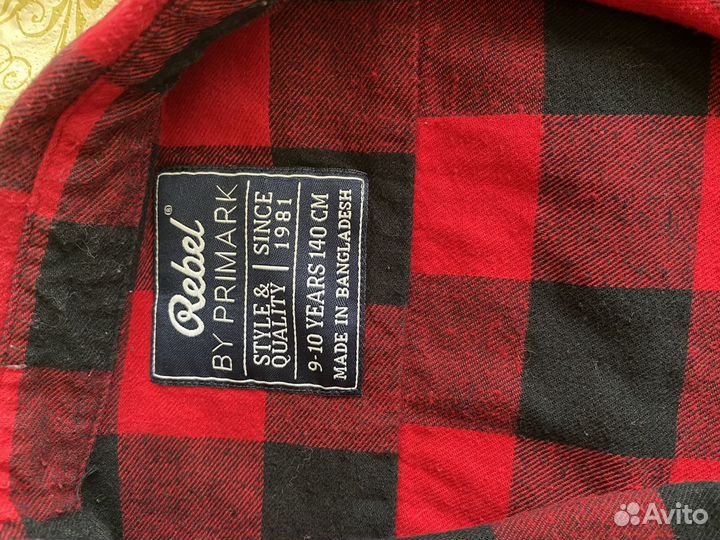 Rebel®
BY PRIMARK
STYLE & | SINCE
QUALITY | 1981
9-10 YEARS 140 CM
MADE IN BANGLADESH
Avito